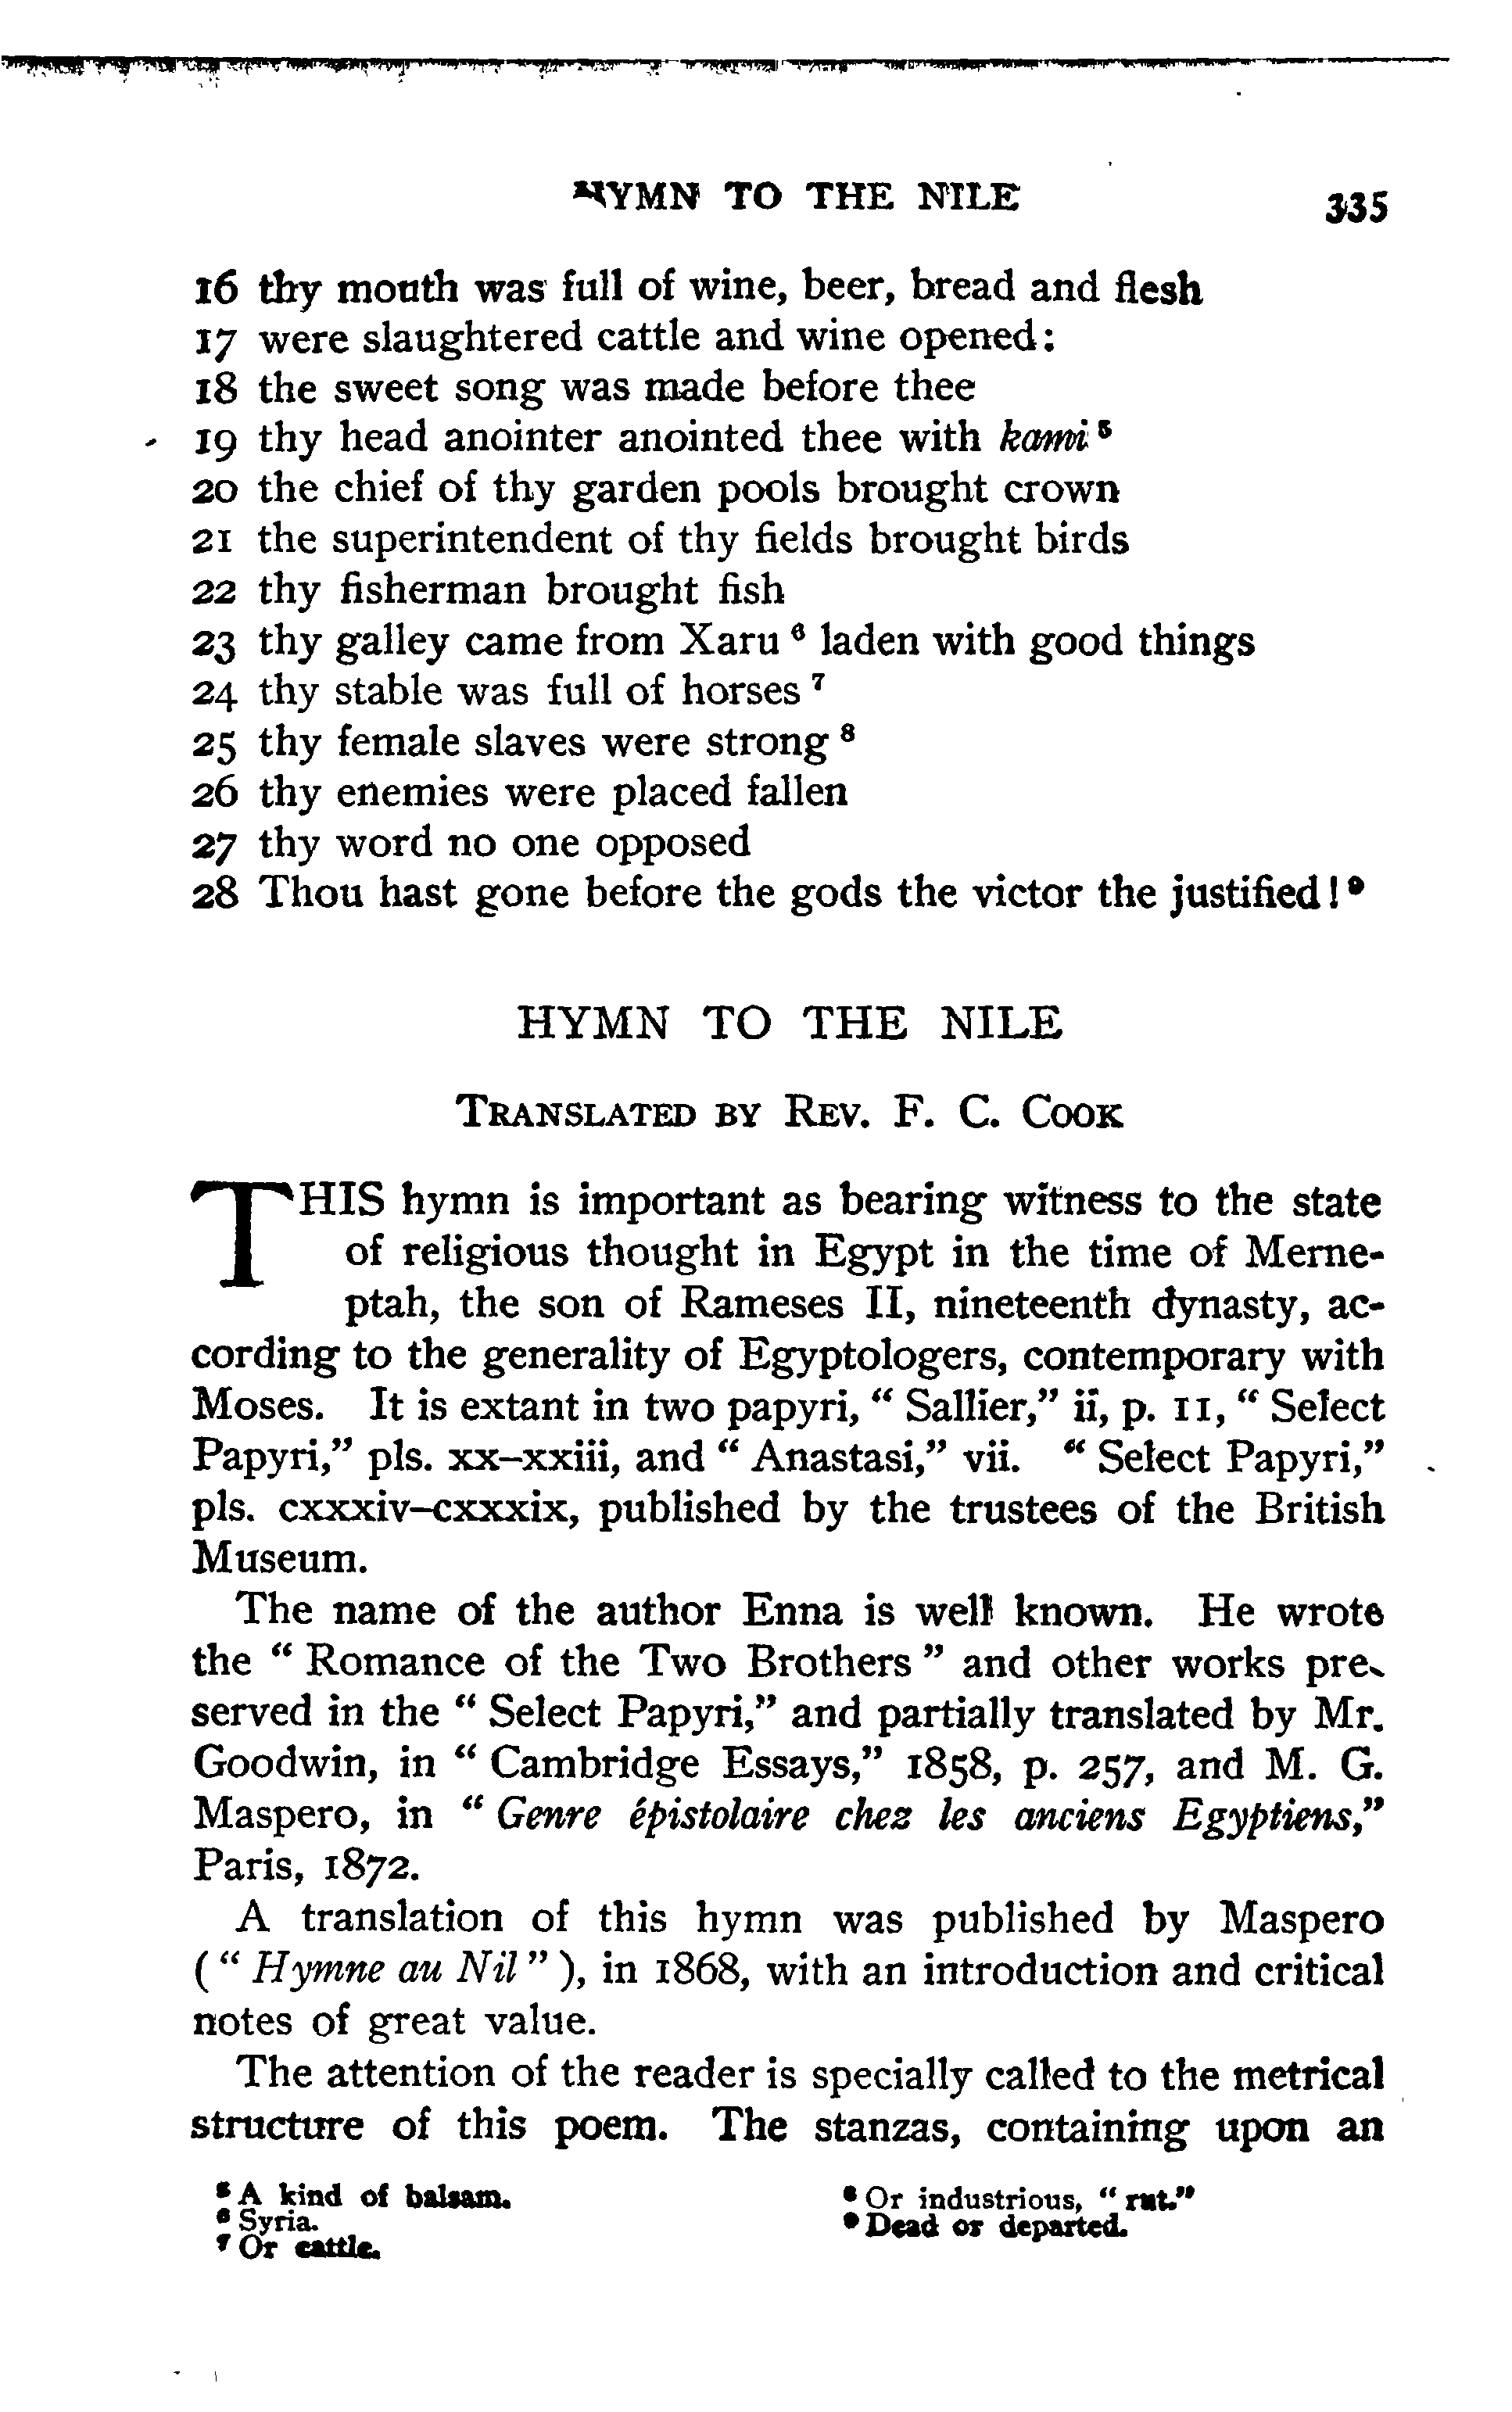 HYMN TO THE NILE 335
16 thy mouth was full of wine, beer, bread and flesh
17 were slaughtered cattle and wine opened:
18 the sweet song was made before thee
19 thy head anointer anointed thee with kami ⁵
20 the chief of thy garden pools brought crown
21 the superintendent of thy fields brought birds
22 thy fisherman brought fish
23 thy galley came from Xaru ⁶ laden with good things
24 thy stable was full of horses ⁷
25 thy female slaves were strong ⁸
26 thy enemies were placed fallen
27 thy word no one opposed
28 Thou hast gone before the gods the victor the justified! ⁹
HYMN TO THE NILE
TRANSLATED BY REV. F. C. COOK
THIS hymn is important as bearing witness to the state
of religious thought in Egypt in the time of Merne-
ptah, the son of Rameses II, nineteenth dynasty, ac-
cording to the generality of Egyptologers, contemporary with
Moses. It is extant in two papyri, “ Sallier,” ii, p. 11, “ Select
Papyri,” pls. xx–xxiii, and “ Anastasi,” vii. “ Select Papyri,”
pls. cxxxiv–cxxxix, published by the trustees of the British
Museum.
The name of the author Enna is well known. He wrote
the “ Romance of the Two Brothers ” and other works pre-
served in the “ Select Papyri,” and partially translated by Mr.
Goodwin, in “ Cambridge Essays,” 1858, p. 257, and M. G.
Maspero, in “ Genre épistolaire chez les anciens Egyptiens,”
Paris, 1872.
A translation of this hymn was published by Maspero
(“ Hymne au Nil ”), in 1868, with an introduction and critical
notes of great value.
The attention of the reader is specially called to the metrical
structure of this poem. The stanzas, containing upon an
⁵ A kind of balsam.
⁶ Syria.
⁷ Or cattle.
⁸ Or industrious, “ rut.”
⁹ Dead or departed.